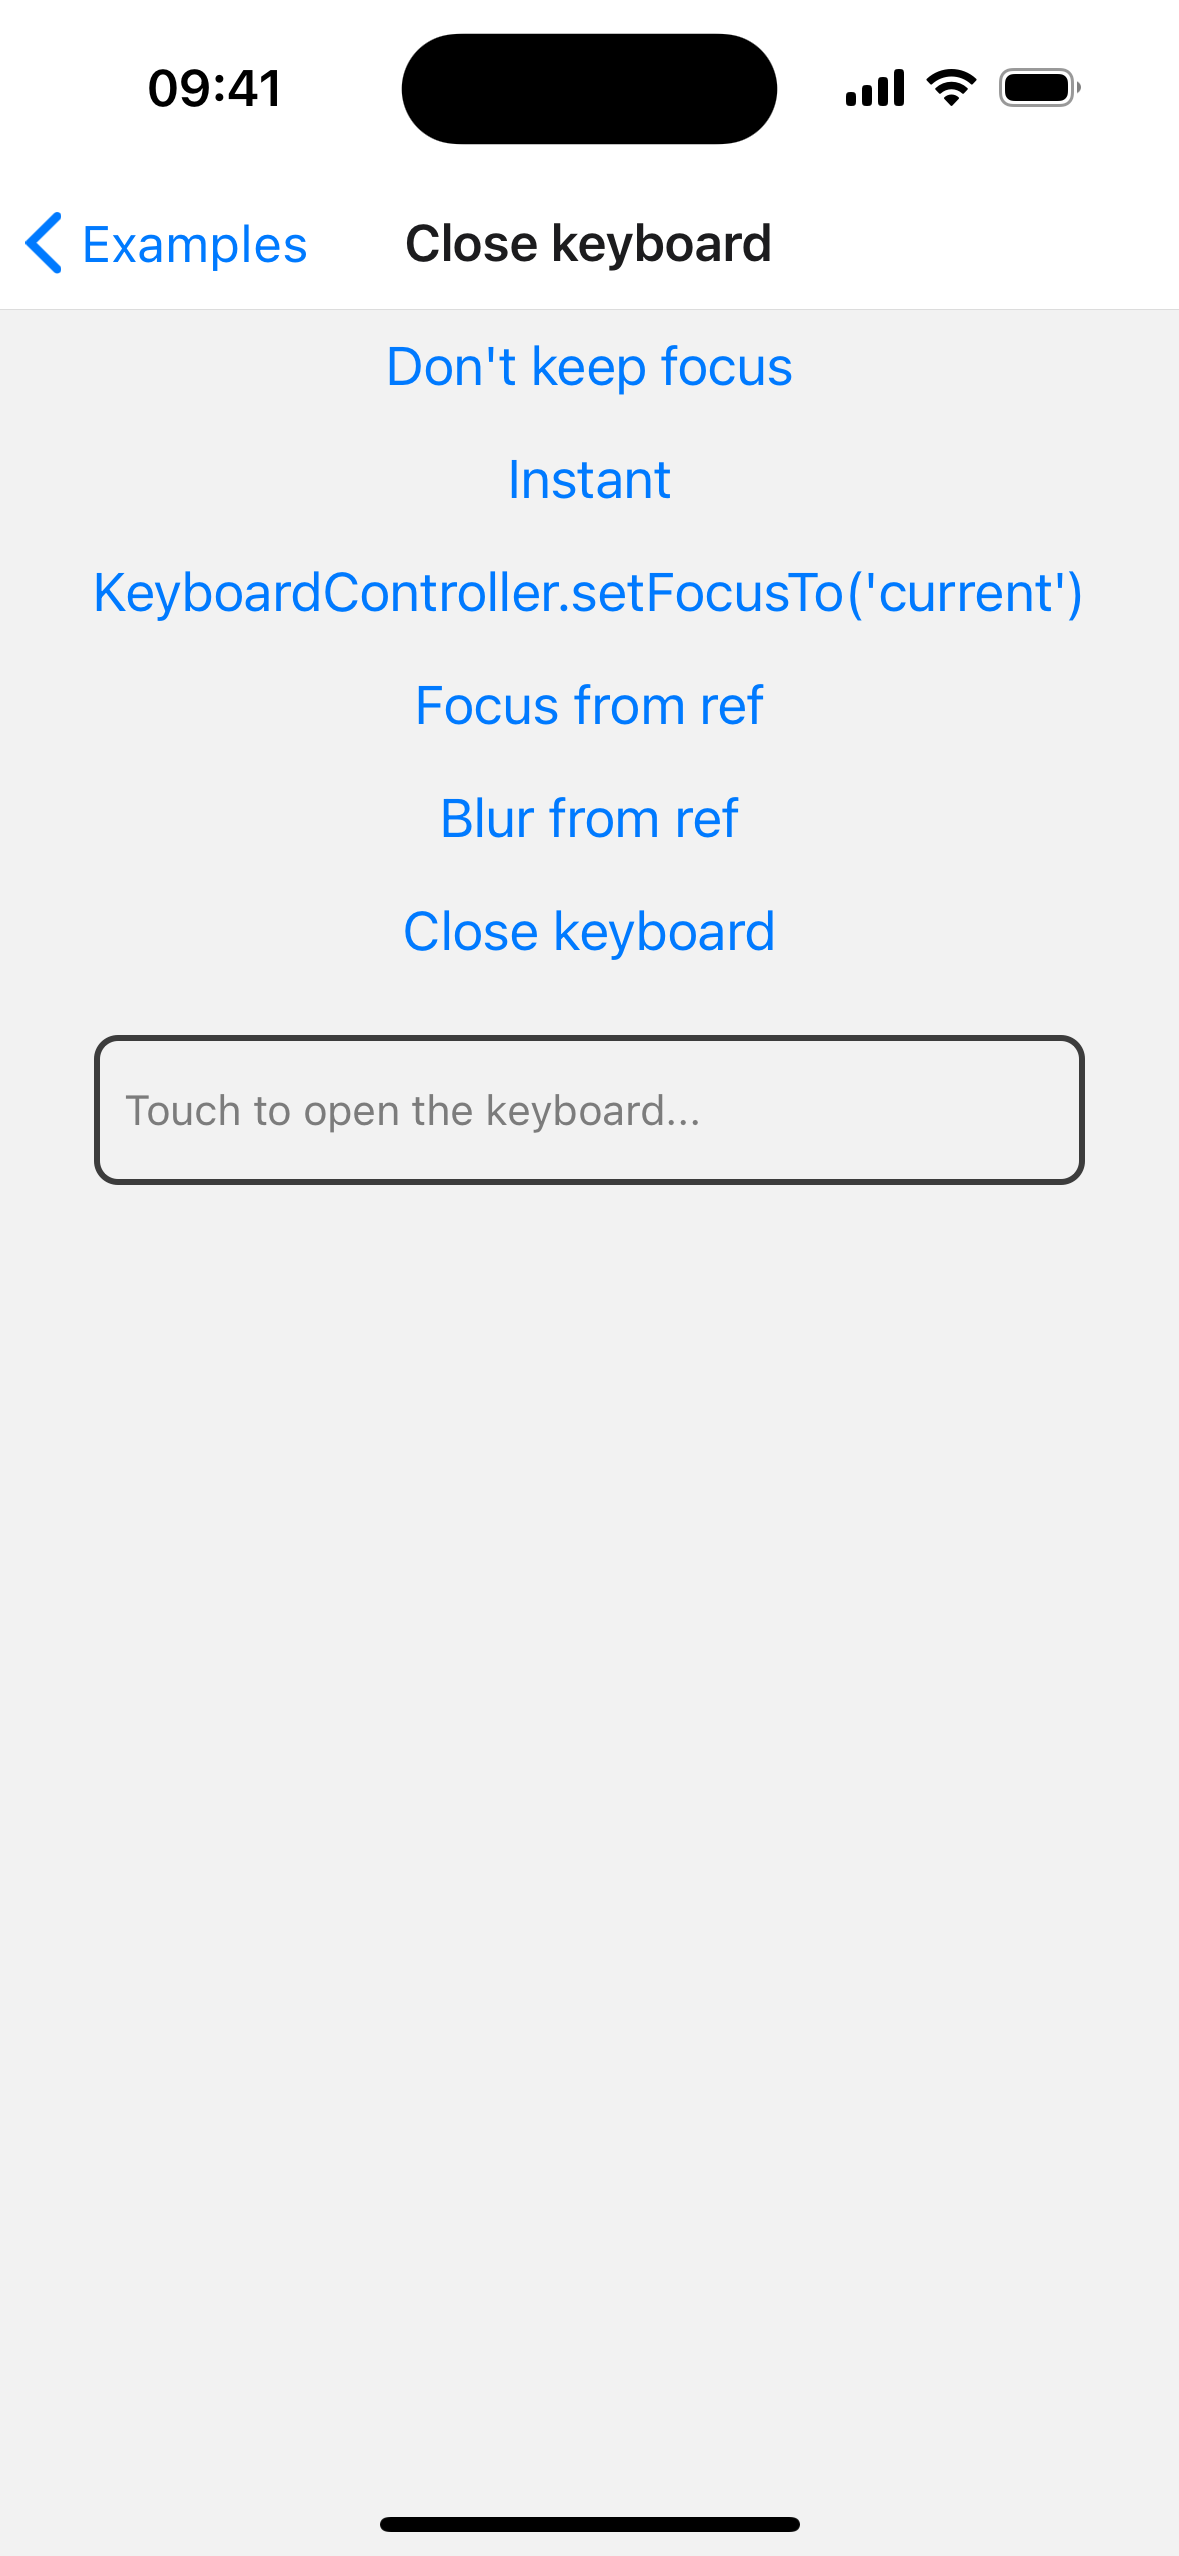 09:41
Examples
Close keyboard
Don't keep focus
Instant
KeyboardController.setFocusTo('current')
Focus from ref
Blur from ref
Close keyboard
Touch to open the keyboard...